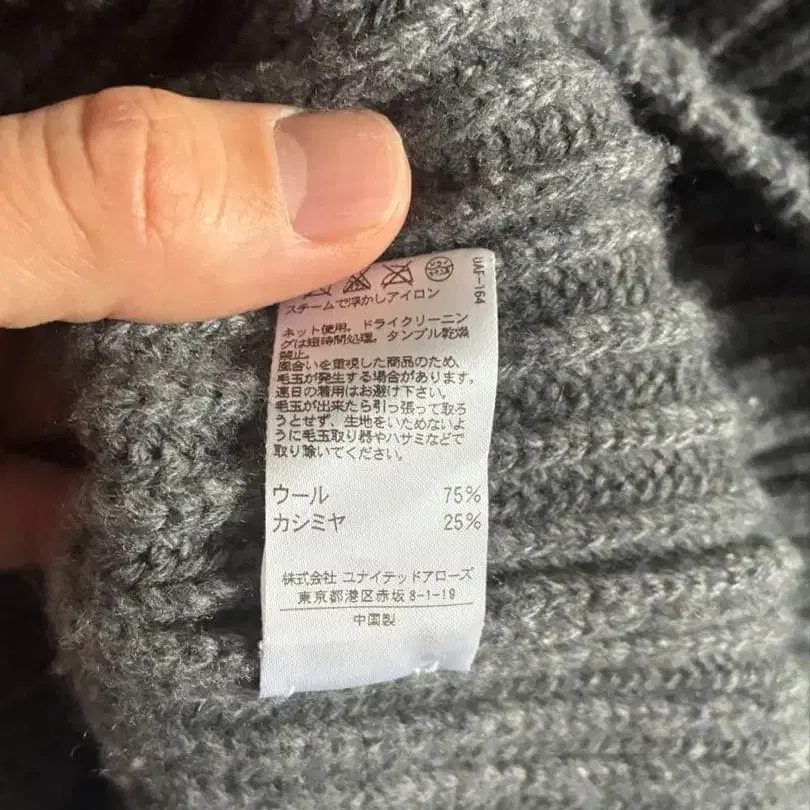 UAF-164
スチームで浮かしアイロン
ネット使用。ドライクリーニン
グは短時間処理。タンブル乾燥
禁止。
風合いを重視した商品のため、
毛玉が発生する場合があります。
連日の着用はお避け下さい。
毛玉が出来たら引っ張って取ろ
うとせず、生地をいためないよ
うに毛玉取り器やハサミなどで
取り除いてください。
ウール 75%
カシミヤ 25%
株式会社 ユナイテッドアローズ
東京都港区赤坂8-1-19
中国製